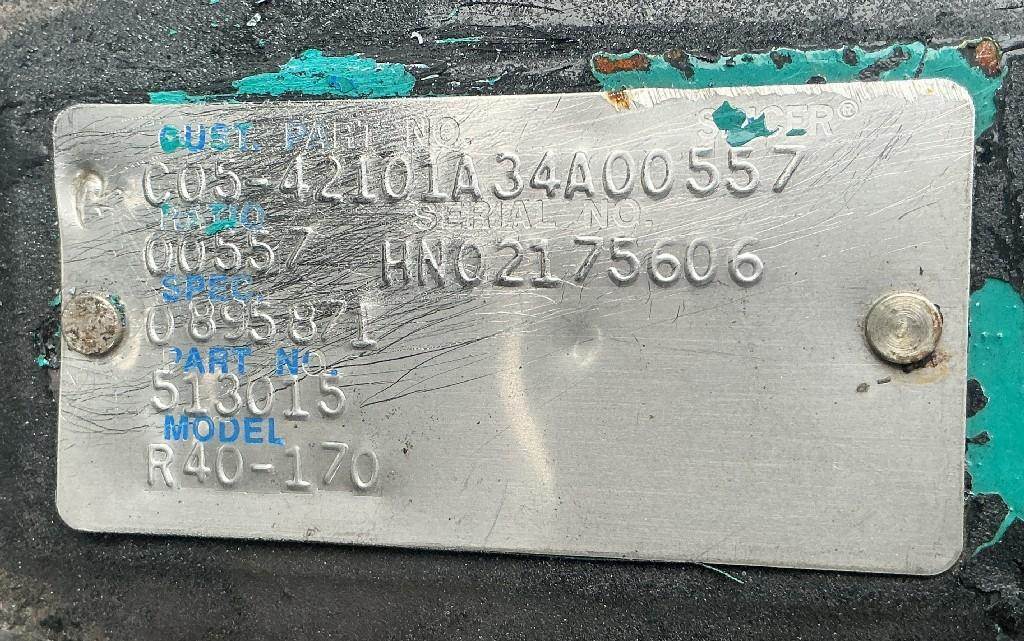 CUST. PART NO. SPICER®
C05-42101A34A00557
RATIO SERIAL NO.
00557 HN02175606
SPEC.
0895871
PART NO.
513015
MODEL
R40-170